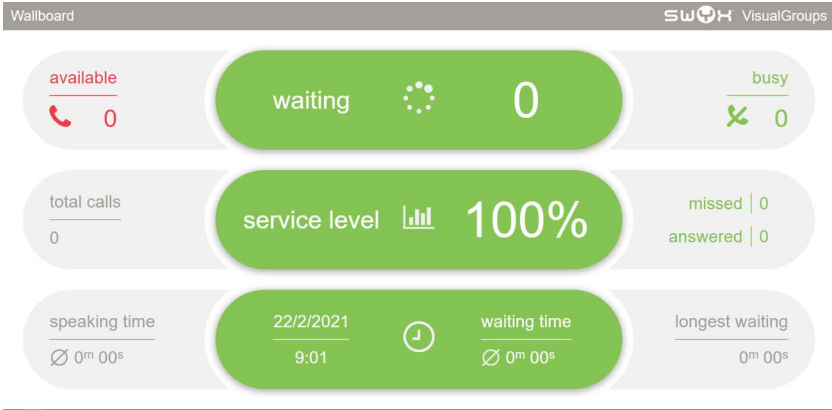 Wallboard
swyx VisualGroups
available
0
waiting
0
busy
0
total calls
0
service level
100%
missed | 0
answered | 0
speaking time
Ø 0ᵐ 00ˢ
22/2/2021
9:01
waiting time
Ø 0ᵐ 00ˢ
longest waiting
0ᵐ 00ˢ